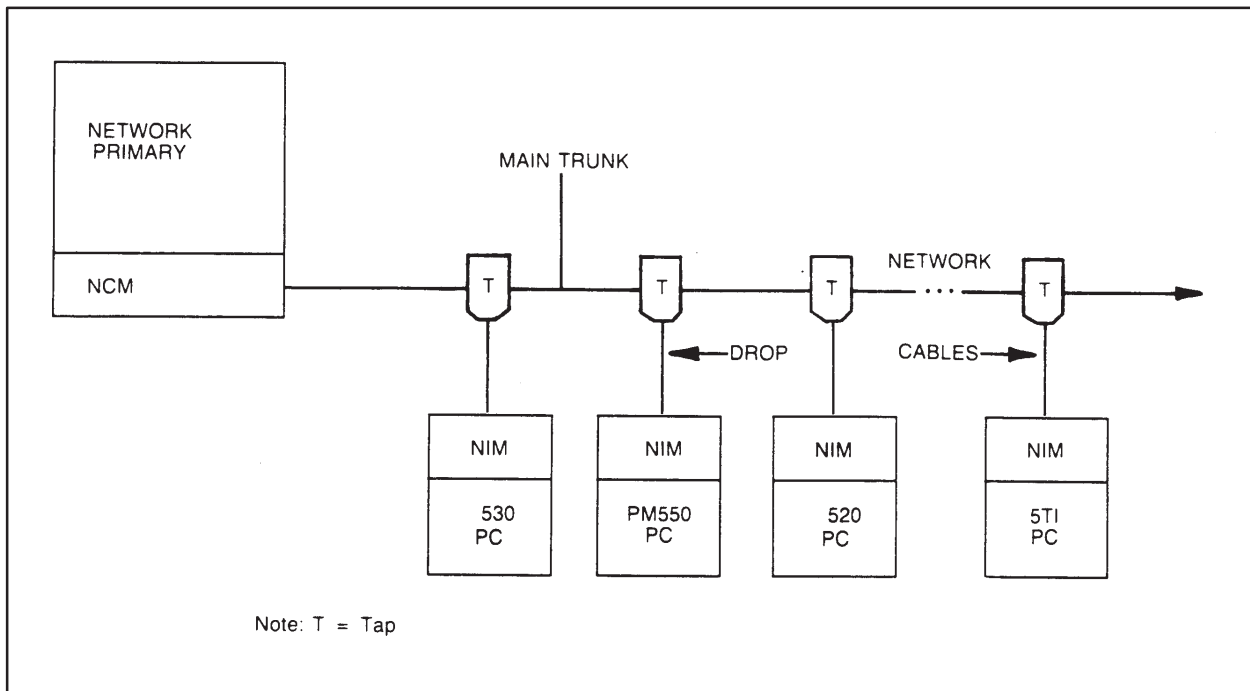 NETWORK
PRIMARY
NCM
MAIN TRUNK
T
T
T
NETWORK
...
T
DROP
CABLES
NIM
530
PC
NIM
PM550
PC
NIM
520
PC
NIM
5TI
PC
Note: T = Tap